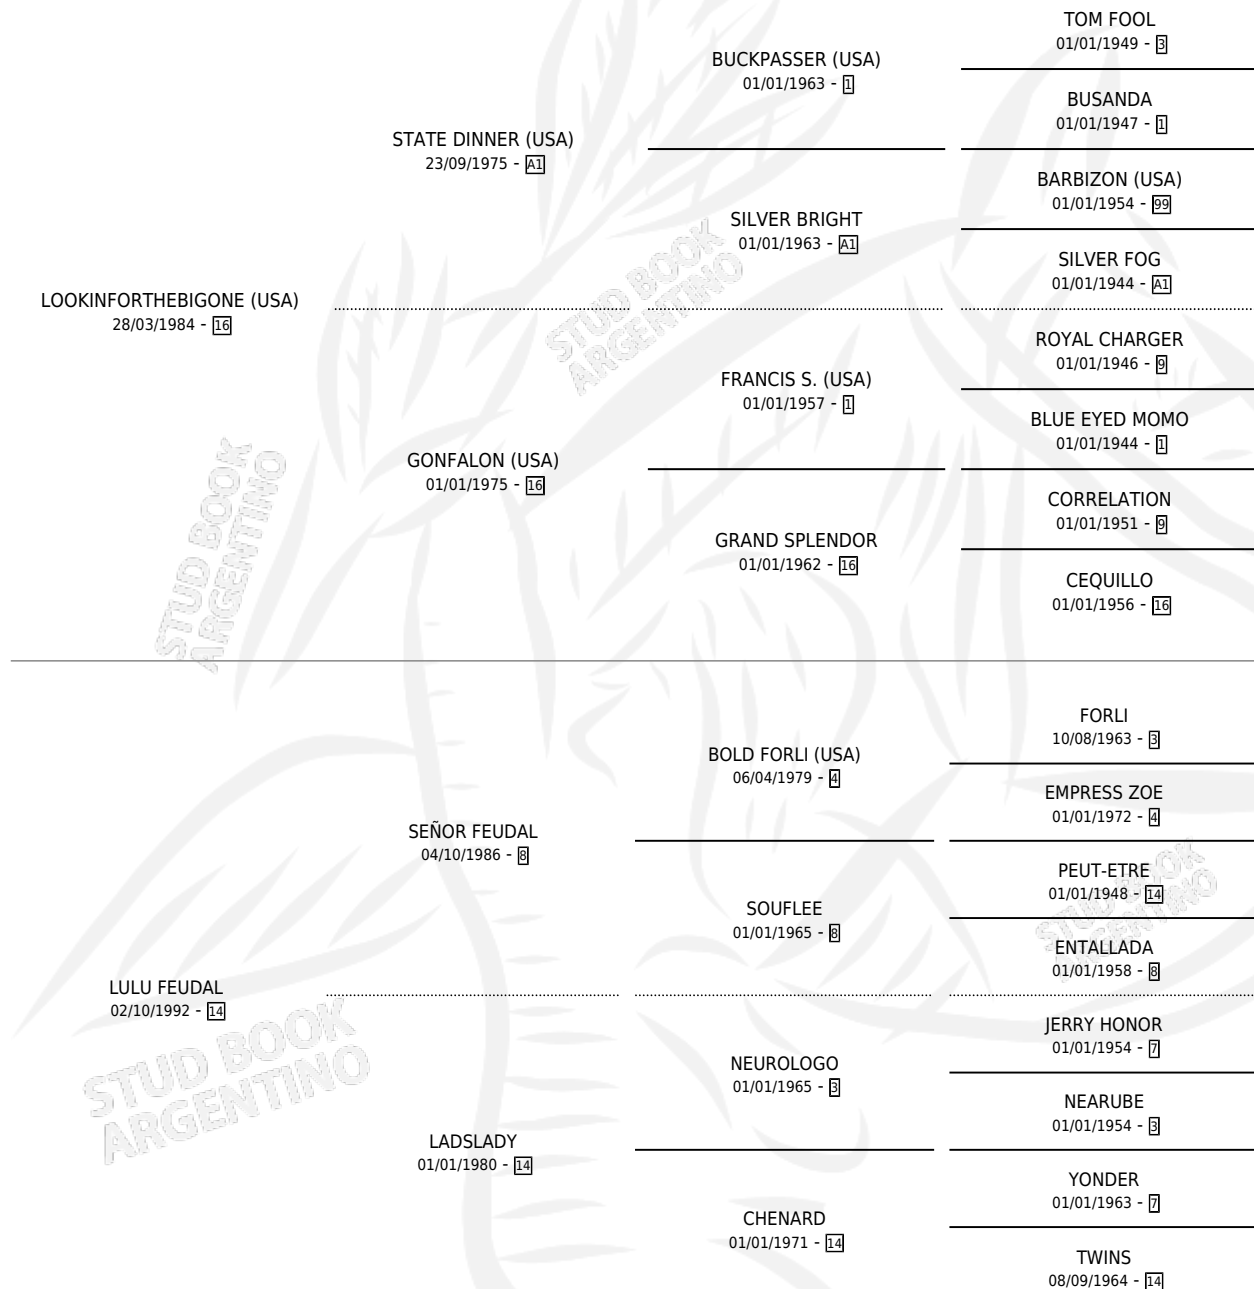 TOM FOOL
01/01/1949 - 3
BUCKPASSER (USA)
01/01/1963 - 1
BUSANDA
01/01/1947 - 1
STATE DINNER (USA)
23/09/1975 - A1
BARBIZON (USA)
01/01/1954 - 99
SILVER BRIGHT
01/01/1963 - A1
SILVER FOG
01/01/1944 - A1
LOOKINFORTHEBIGONE (USA)
28/03/1984 - 16
ROYAL CHARGER
01/01/1946 - 9
FRANCIS S. (USA)
01/01/1957 - 1
BLUE EYED MOMO
01/01/1944 - 1
GONFALON (USA)
01/01/1975 - 16
CORRELATION
01/01/1951 - 9
GRAND SPLENDOR
01/01/1962 - 16
CEQUILLO
01/01/1956 - 16
FORLI
10/08/1963 - 3
BOLD FORLI (USA)
06/04/1979 - 4
EMPRESS ZOE
01/01/1972 - 4
SEÑOR FEUDAL
04/10/1986 - 8
PEUT-ETRE
01/01/1948 - 14
SOUFLEE
01/01/1965 - 8
ENTALLADA
01/01/1958 - 8
LULU FEUDAL
02/10/1992 - 14
JERRY HONOR
01/01/1954 - 7
NEUROLOGO
01/01/1965 - 3
NEARUBE
01/01/1954 - 3
LADSLADY
01/01/1980 - 14
YONDER
01/01/1963 - 7
CHENARD
01/01/1971 - 14
TWINS
08/09/1964 - 14
STUD BOOK
ARGENTINO
STUD BOOK
ARGENTINO
STUD BOOK
ARGENTINO
STUD BOOK
ARGENTINO